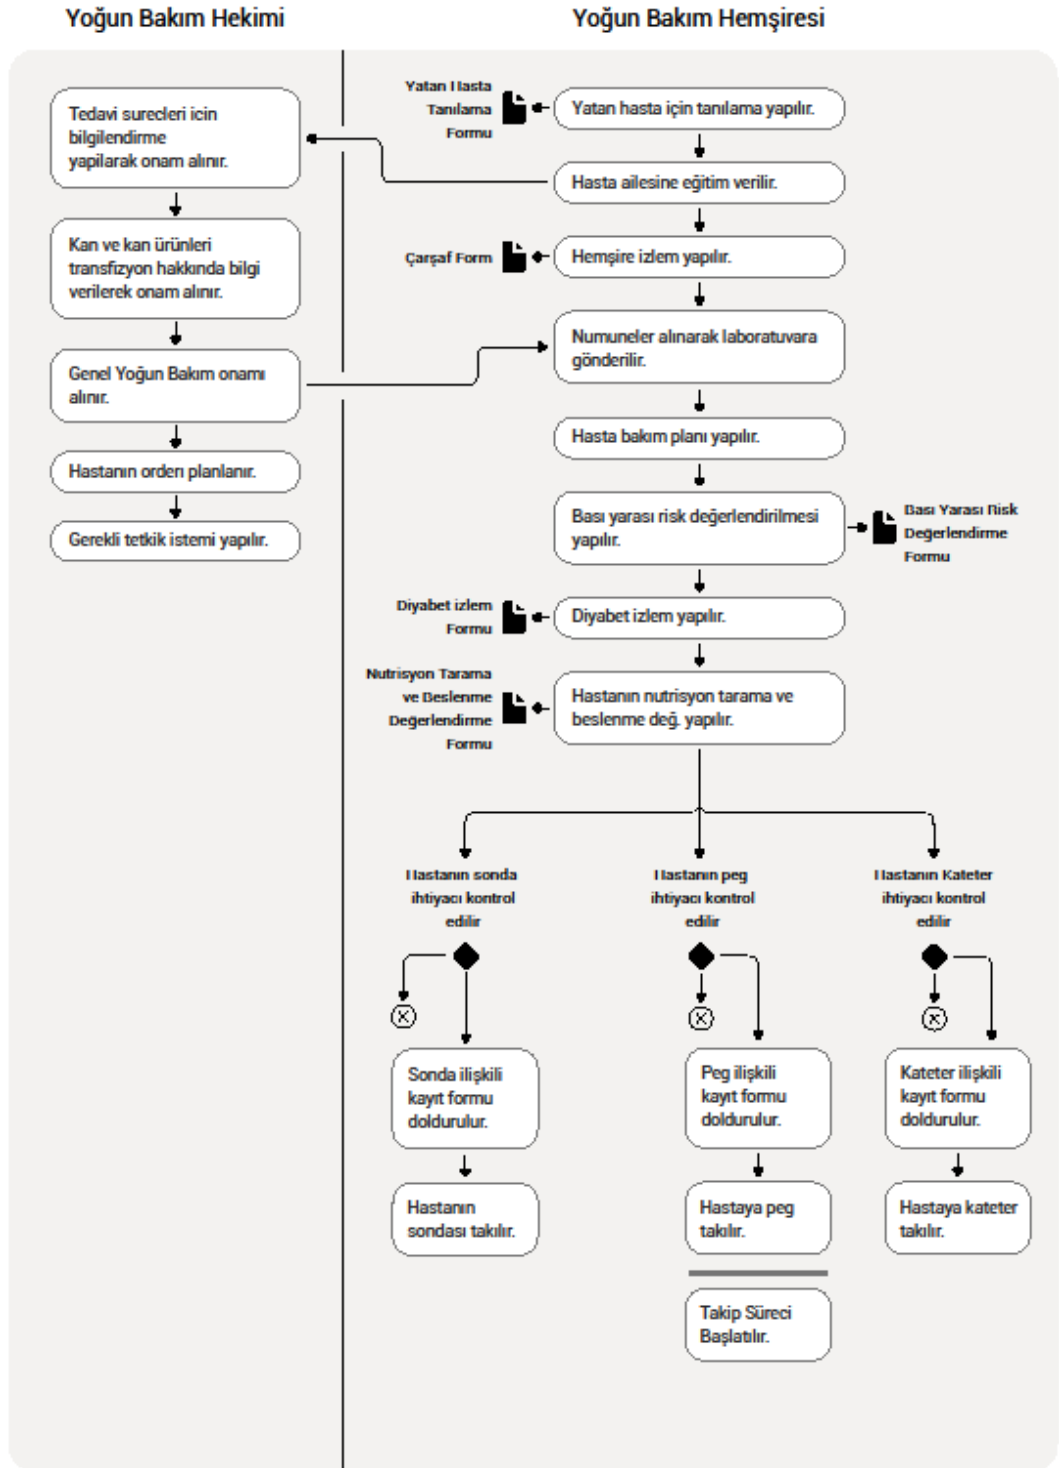 Yoğun Bakım Hekimi
Yoğun Bakım Hemşiresi
Tedavi surecleri icin
bilgilendirme
yapilarak onam alınır.
Kan ve kan ürünleri
transfizyon hakkında bilgi
verilerek onam alınır.
Genel Yoğun Bakım onamı
alınır.
Hastanın orderı planlanır.
Gerekli tetkik istemi yapılır.
Yatan Hasta
Tanılama
Formu
Yatan hasta için tanılama yapılır.
Hasta ailesine eğitim verilir.
Çarşaf Form
Hemşire izlem yapılır.
Numuneler alınarak laboratuvara
gönderilir.
Hasta bakım planı yapılır.
Bası yarası risk değerlendirilmesi
yapılır.
Bası Yarası Risk
Değerlendirme
Formu
Diyabet izlem
Formu
Diyabet izlem yapılır.
Nutrisyon Tarama
ve Beslenme
Değerlendirme
Formu
Hastanın nutrisyon tarama ve
beslenme değ. yapılır.
Hastanın sonda
ihtiyacı kontrol
edilir
Hastanın peg
ihtiyacı kontrol
edilir
Hastanın Kateter
ihtiyacı kontrol
edilir
Sonda ilişkili
kayıt formu
doldurulur.
Peg ilişkili
kayıt formu
doldurulur.
Kateter ilişkili
kayıt formu
doldurulur.
Hastanın
sondası takılır.
Hastaya peg
takılır.
Hastaya kateter
takılır.
Takip Süreci
Başlatılır.